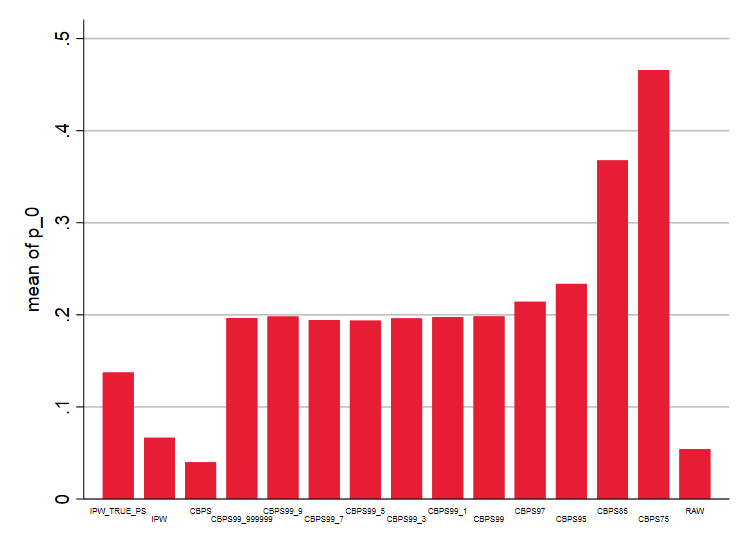 .5
.4
.3
.2
.1
0
mean of p_0
IPW_TRUE_PS
IPW
CBPS
CBPS99_999999
CBPS99_9
CBPS99_7
CBPS99_5
CBPS99_3
CBPS99_1
CBPS99
CBPS97
CBPS95
CBPS85
CBPS75
RAW